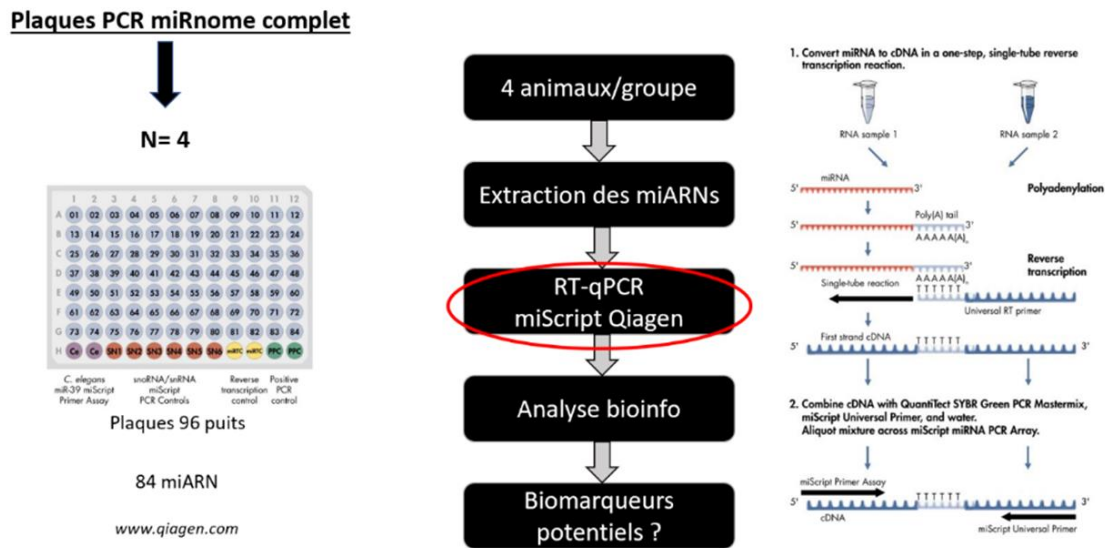 Plaques PCR miRnome complet
N= 4
1 2 3 4 5 6 7 8 9 10 11 12
A 01 02 03 04 05 06 07 08 09 10 11 12
B 13 14 15 16 17 18 19 20 21 22 23 24
C 25 26 27 28 29 30 31 32 33 34 35 36
D 37 38 39 40 41 42 43 44 45 46 47 48
E 49 50 51 52 53 54 55 56 57 58 59 60
F 61 62 63 64 65 66 67 68 69 70 71 72
G 73 74 75 76 77 78 79 80 81 82 83 84
H Ce Ce SN1 SN2 SN3 SN4 SN5 SN6 miRTC miRTC PPC PPC
C. elegans
miR-39 miScript
Primer Assay
snoRNA/snRNA
miScript
PCR Controls
Reverse
transcription
control
Positive
PCR
control
Plaques 96 puits
84 miARN
www.qiagen.com
4 animaux/groupe
Extraction des miARNs
RT-qPCR
miScript Qiagen
Analyse bioinfo
Biomarqueurs
potentiels ?
1. Convert miRNA to cDNA in a one-step, single-tube reverse
transcription reaction.
RNA sample 1
RNA sample 2
miRNA
5' 3'
Polyadenylation
Poly(A) tail
5' 3'
A A A A A[A]n
Reverse
transcription
5' 3'
A A A A A[A]n
T T T T T T
Single-tube reaction
Universal RT primer
First strand cDNA
T T T T T T
2. Combine cDNA with QuantiTect SYBR Green PCR Mastermix,
miScript Universal Primer, and water.
Aliquot mixture across miScript miRNA PCR Array.
miScript Primer Assay
5' T T T T T T 3'
cDNA
miScript Universal Primer